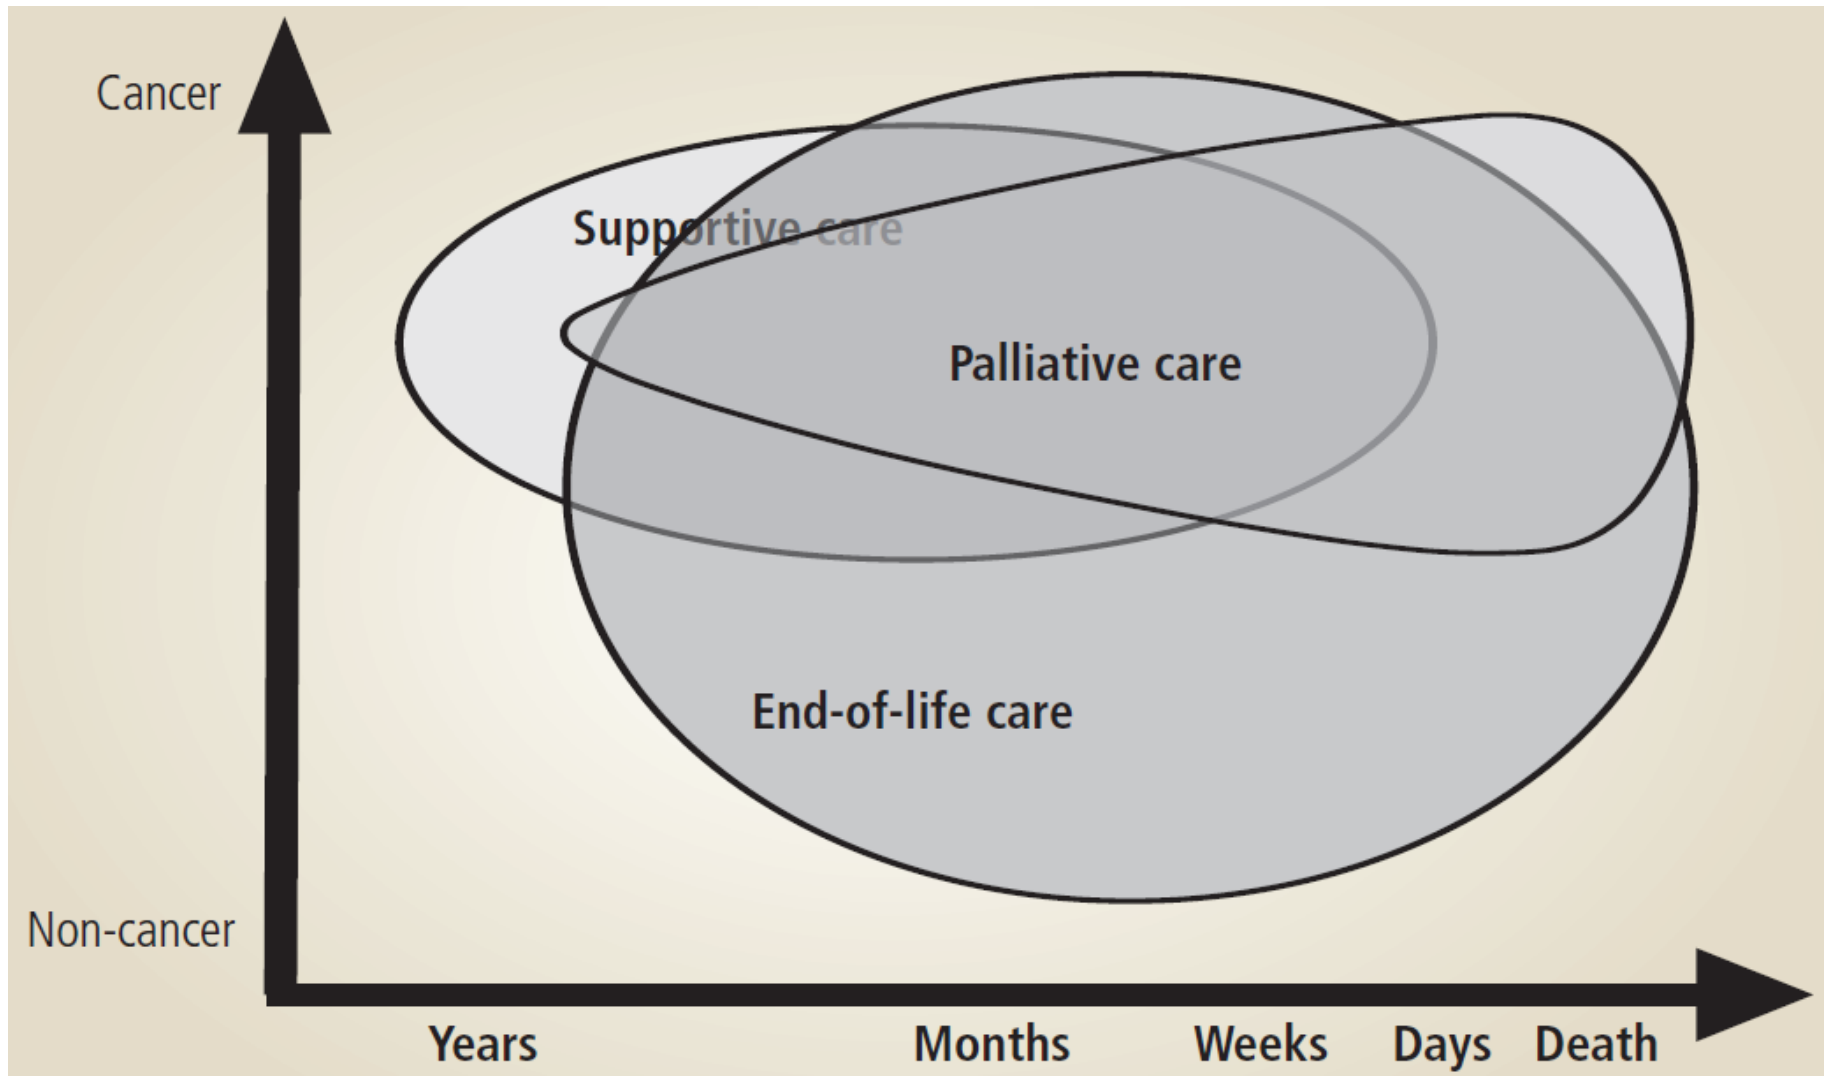 Cancer
Supportive care
Palliative care
End-of-life care
Non-cancer
Years Months Weeks Days Death